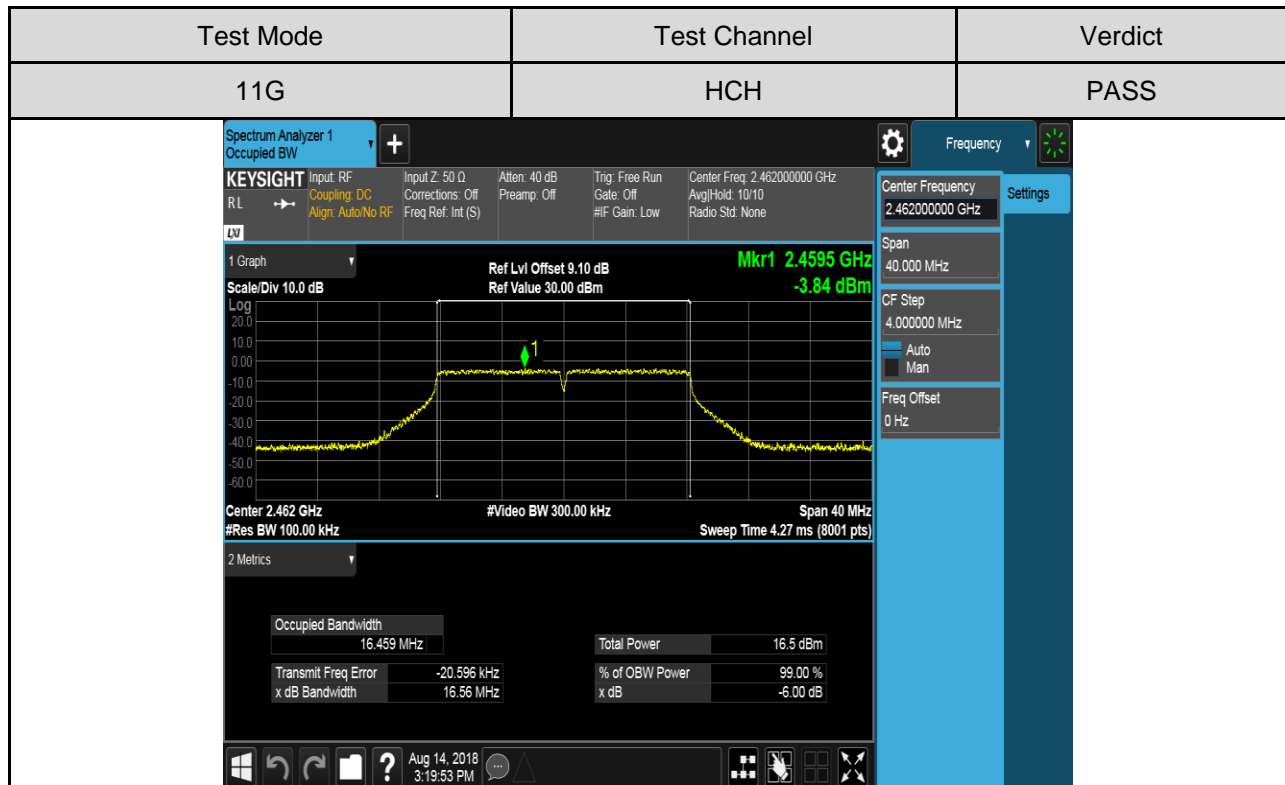 Test Mode Test Channel Verdict
11G HCH PASS
Spectrum Analyzer 1
Occupied BW
+
Frequency
KEYSIGHT Input: RF Input Z: 50 Ω Atten: 40 dB Trig: Free Run Center Freq: 2.462000000 GHz
RL Coupling: DC Corrections: Off Preamp: Off Gate: Off Avg|Hold: 10/10
Align: Auto/No RF Freq Ref: Int (S) #IF Gain: Low Radio Std: None
LXI
Center Frequency
2.462000000 GHz
Settings
Span
40.000 MHz
CF Step
4.000000 MHz
Auto
Man
Freq Offset
0 Hz
1 Graph Ref Lvl Offset 9.10 dB Mkr1 2.4595 GHz
Scale/Div 10.0 dB Ref Value 30.00 dBm -3.84 dBm
Log
20.0
10.0
0.00
-10.0
-20.0
-30.0
-40.0
-50.0
-60.0
1
Center 2.462 GHz #Video BW 300.00 kHz Span 40 MHz
#Res BW 100.00 kHz Sweep Time 4.27 ms (8001 pts)
2 Metrics
Occupied Bandwidth
16.459 MHz Total Power 16.5 dBm
Transmit Freq Error -20.596 kHz % of OBW Power 99.00 %
x dB Bandwidth 16.56 MHz x dB -6.00 dB
? Aug 14, 2018
3:19:53 PM